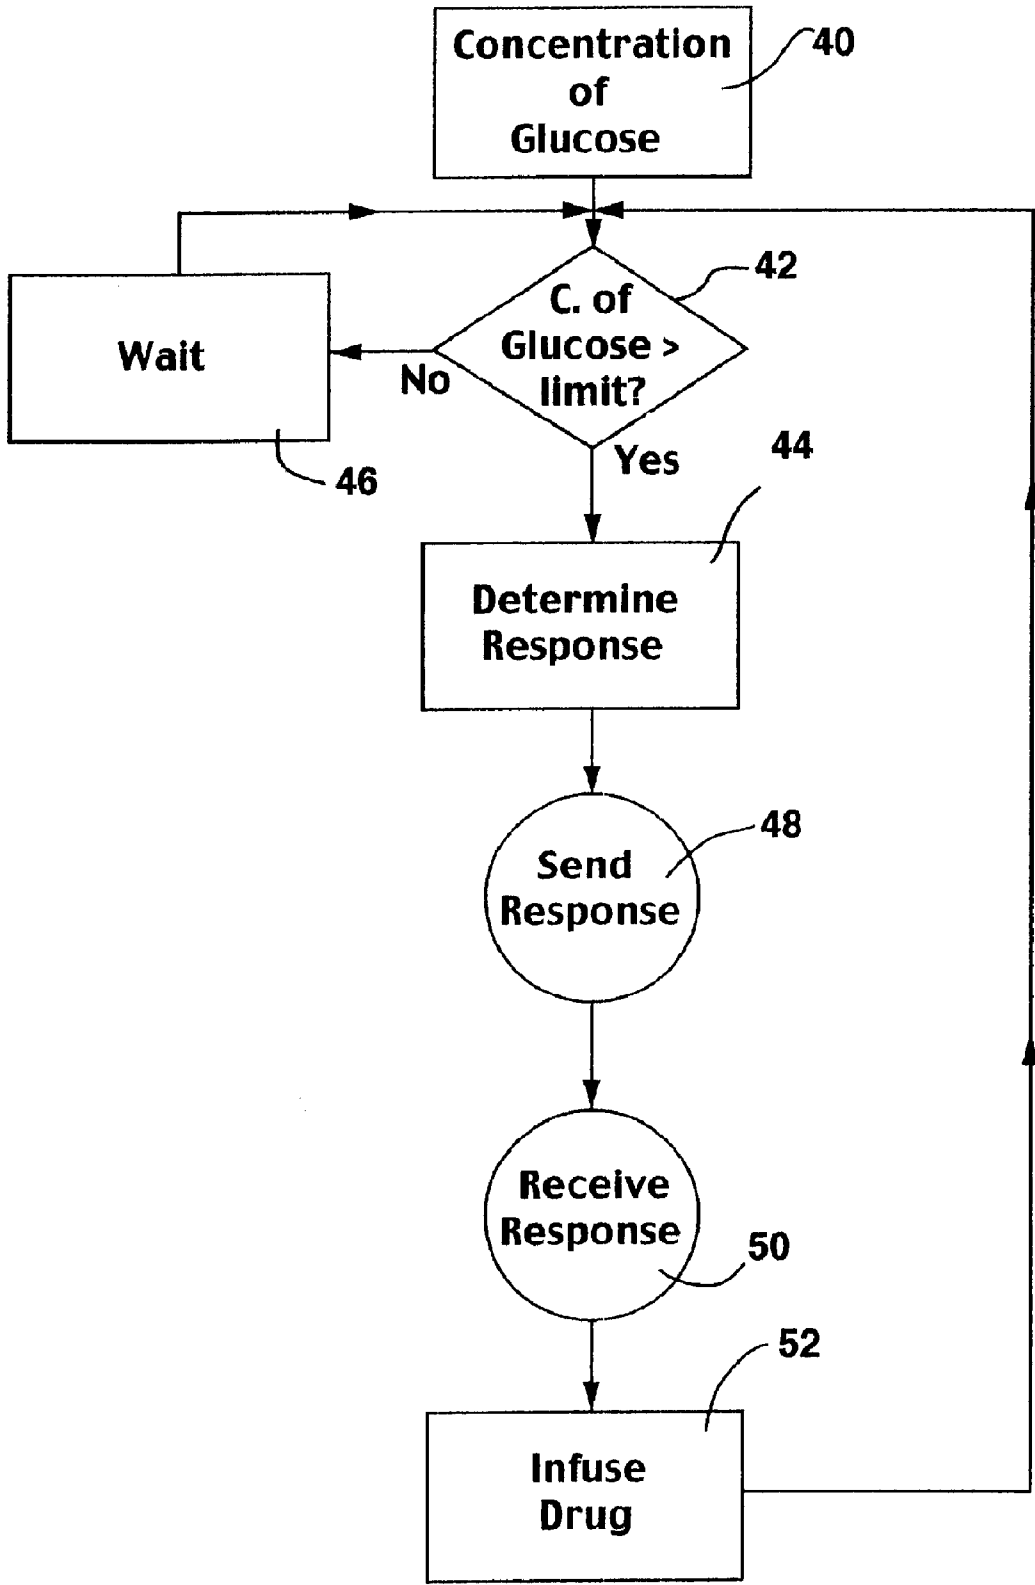 Concentration
of
Glucose
40
C. of
Glucose >
limit?
42
Wait
No
46
Yes
44
Determine
Response
Send
Response
48
Receive
Response
50
52
Infuse
Drug